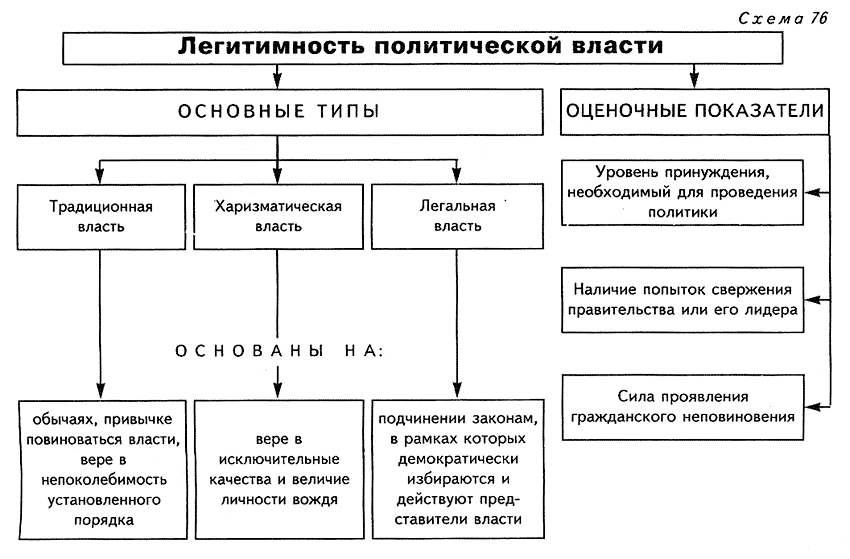 Схема 76
Легитимность политической власти
ОСНОВНЫЕ ТИПЫ
ОЦЕНОЧНЫЕ ПОКАЗАТЕЛИ
Традиционная
власть
Харизматическая
власть
Легальная
власть
Уровень принуждения,
необходимый для проведения
политики
Наличие попыток свержения
правительства или его лидера
Сила проявления
гражданского неповиновения
ОСНОВАНЫ НА:
обычаях, привычке
повиноваться власти,
вере в
непоколебимость
установленного
порядка
вере в
исключительные
качества и величие
личности вождя
подчинении законам,
в рамках которых
демократически
избираются и
действуют пред-
ставители власти